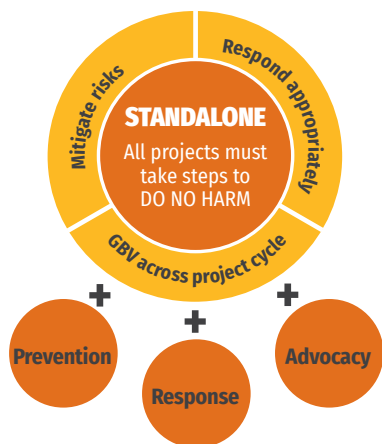 Mitigate risks
Respond appropriately
STANDALONE
All projects must
take steps to
DO NO HARM
GBV across project cycle
+
+
+
Prevention
Response
Advocacy